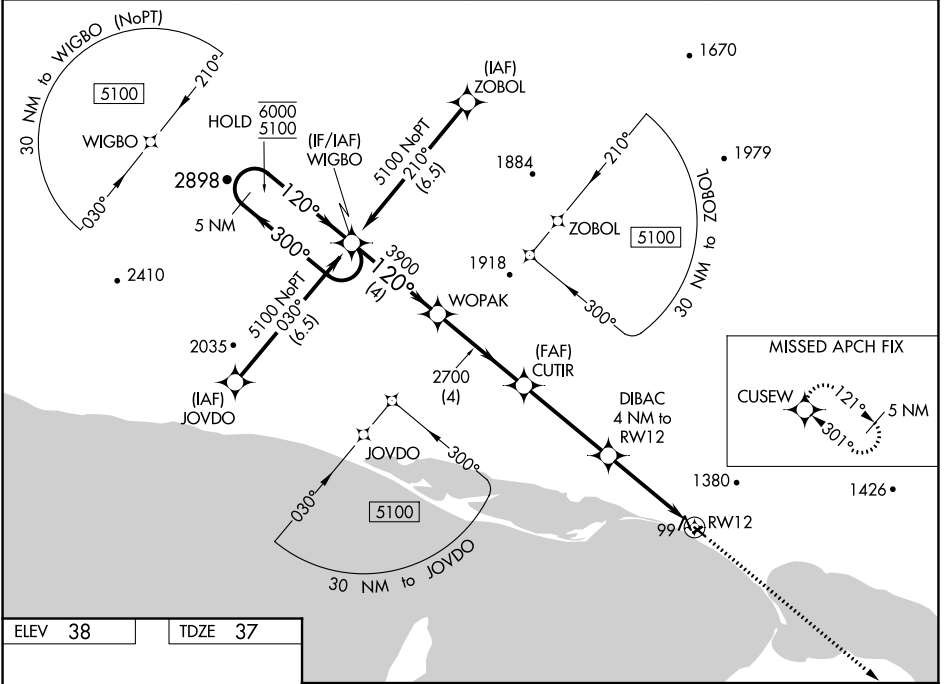 30 NM to WIGBO (NoPT)
5100
210°
WIGBO
030°
HOLD 6000
5100
(IF/IAF)
WIGBO
(IAF)
ZOBOL
5100 NoPT
210°
(6.5)
1670
1884
1979
2898
5 NM
120°
300°
210°
ZOBOL
5100
300°
30 NM to ZOBOL
2410
3900
120°
(4)
1918
WOPAK
5100 NoPT
030°
(6.5)
2035
(IAF)
JOVDO
2700
(4)
(FAF)
CUTIR
MISSED APCH FIX
CUSEW
121°
301°
5 NM
DIBAC
4 NM to
RW12
JOVDO
300°
030°
5100
30 NM to JOVDO
1380
1426
99
RW12
ELEV 38
TDZE 37